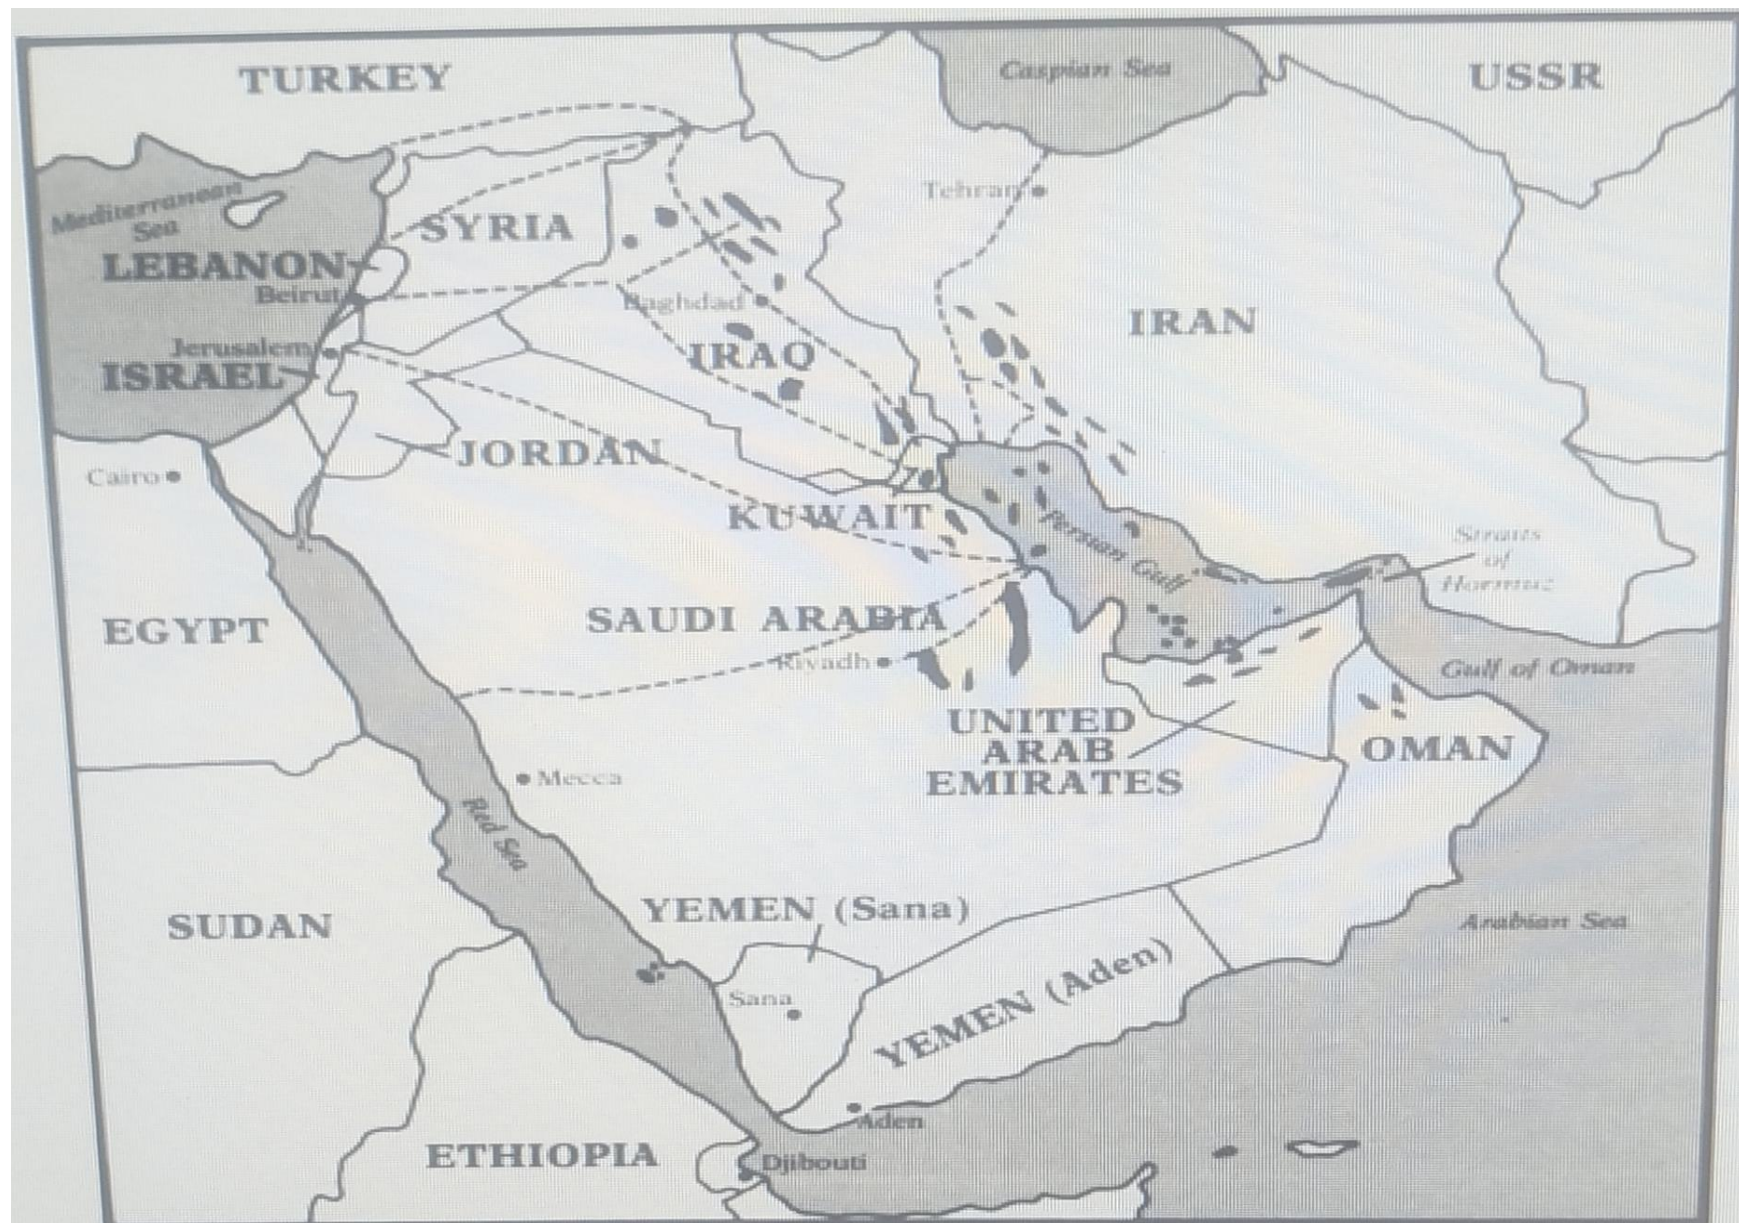 TURKEY
Caspian Sea
USSR
Mediterranean
Sea
Tehran
SYRIA
LEBANON
Beirut
Baghdad
IRAN
Jerusalem
IRAQ
ISRAEL
JORDAN
Cairo
KUWAIT
Persian Gulf
Straits
of
Hormuz
EGYPT
SAUDI ARABIA
Riyadh
Gulf of Oman
UNITED
ARAB
EMIRATES
OMAN
Mecca
Red Sea
YEMEN (Sana)
SUDAN
Arabian Sea
Sana
YEMEN (Aden)
Aden
ETHIOPIA
Djibouti